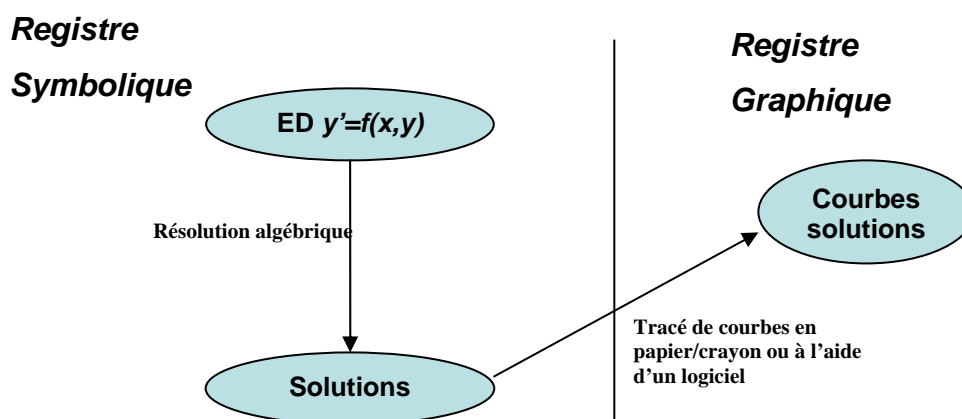 Registre
Symbolique
ED y'=f(x,y)
Résolution algébrique
Solutions
Registre
Graphique
Courbes
solutions
Tracé de courbes en
papier/crayon ou à l'aide
d'un logiciel